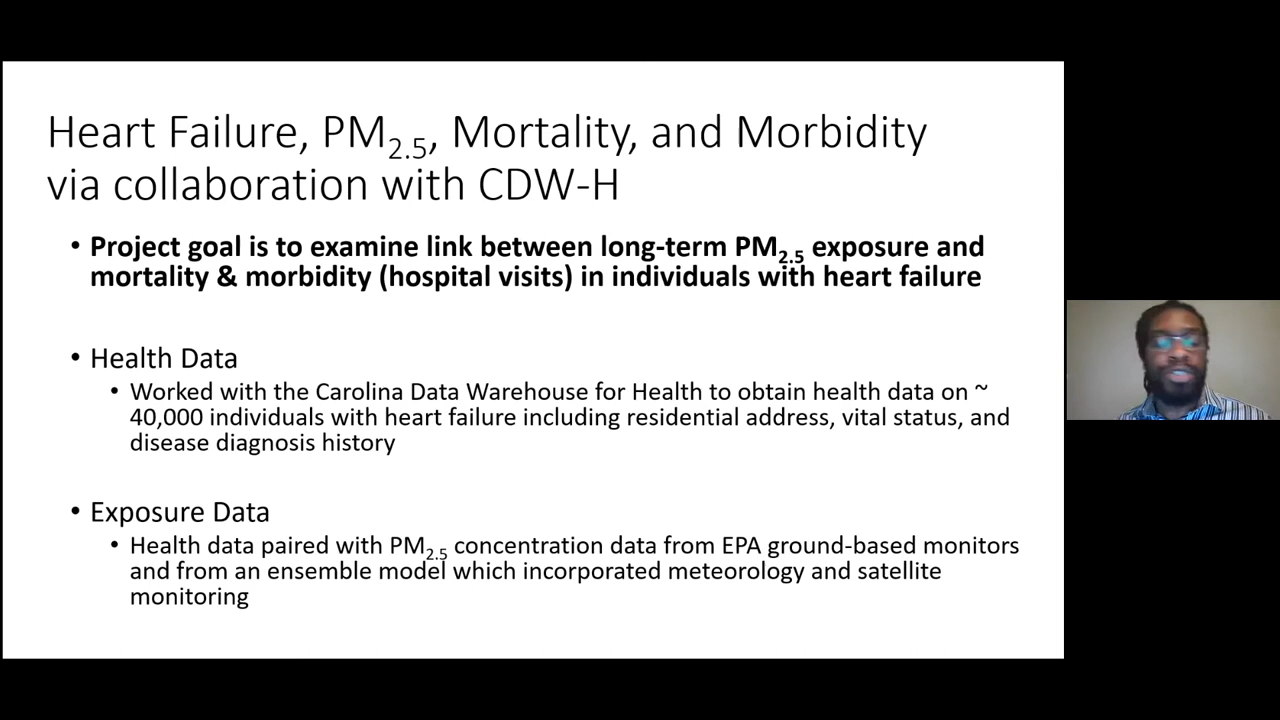 Heart Failure, PM2.5, Mortality, and Morbidity
via collaboration with CDW-H
• Project goal is to examine link between long-term PM2.5 exposure and
mortality & morbidity (hospital visits) in individuals with heart failure
• Health Data
• Worked with the Carolina Data Warehouse for Health to obtain health data on ~
40,000 individuals with heart failure including residential address, vital status, and
disease diagnosis history
• Exposure Data
• Health data paired with PM2.5 concentration data from EPA ground-based monitors
and from an ensemble model which incorporated meteorology and satellite
monitoring